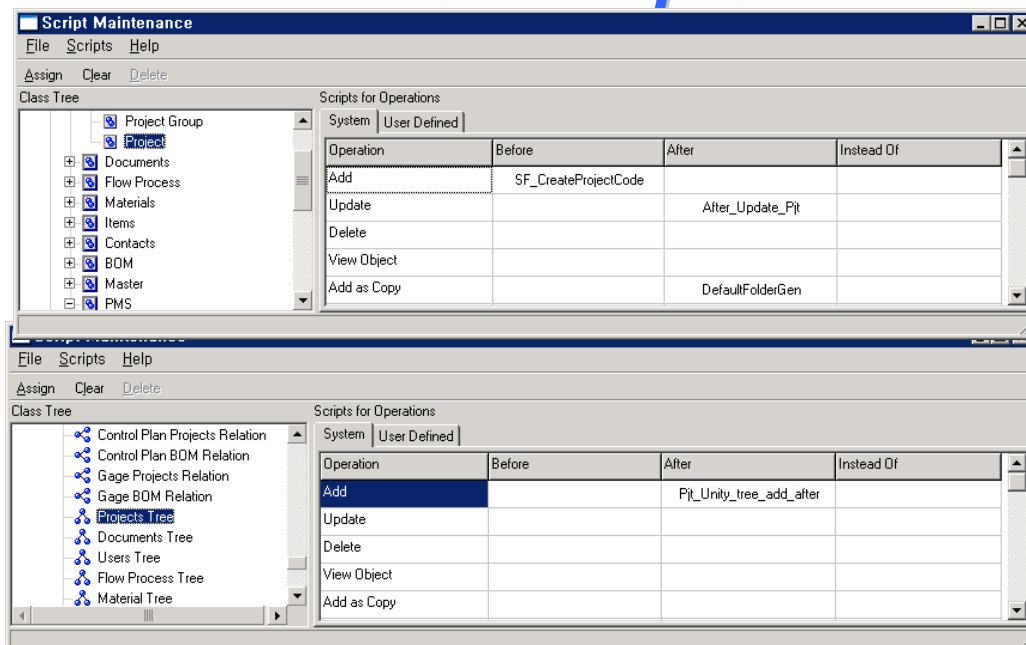 Script Maintenance
File Scripts Help
Assign Clear Delete
Class Tree Scripts for Operations
Project Group
Project
Documents
Flow Process
Materials
Items
Contacts
BOM
Master
PMS
System User Defined
Operation Before After Instead Of
Add SF_CreateProjectCode
Update After_Update_Pjt
Delete
View Object
Add as Copy DefaultFolderGen
Script Maintenance
File Scripts Help
Assign Clear Delete
Class Tree Scripts for Operations
Control Plan Projects Relation
Control Plan BOM Relation
Gage Projects Relation
Gage BOM Relation
Projects Tree
Documents Tree
Users Tree
Flow Process Tree
Material Tree
System User Defined
Operation Before After Instead Of
Add Pjt_Unity_tree_add_after
Update
Delete
View Object
Add as Copy